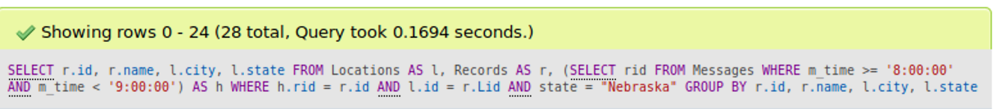 Showing rows 0 - 24 (28 total, Query took 0.1694 seconds.)
SELECT r.id, r.name, l.city, l.state FROM Locations AS l, Records AS r, (SELECT rid FROM Messages WHERE m_time >= '8:00:00'
AND m_time < '9:00:00') AS h WHERE h.rid = r.id AND l.id = r.Lid AND state = "Nebraska" GROUP BY r.id, r.name, l.city, l.state